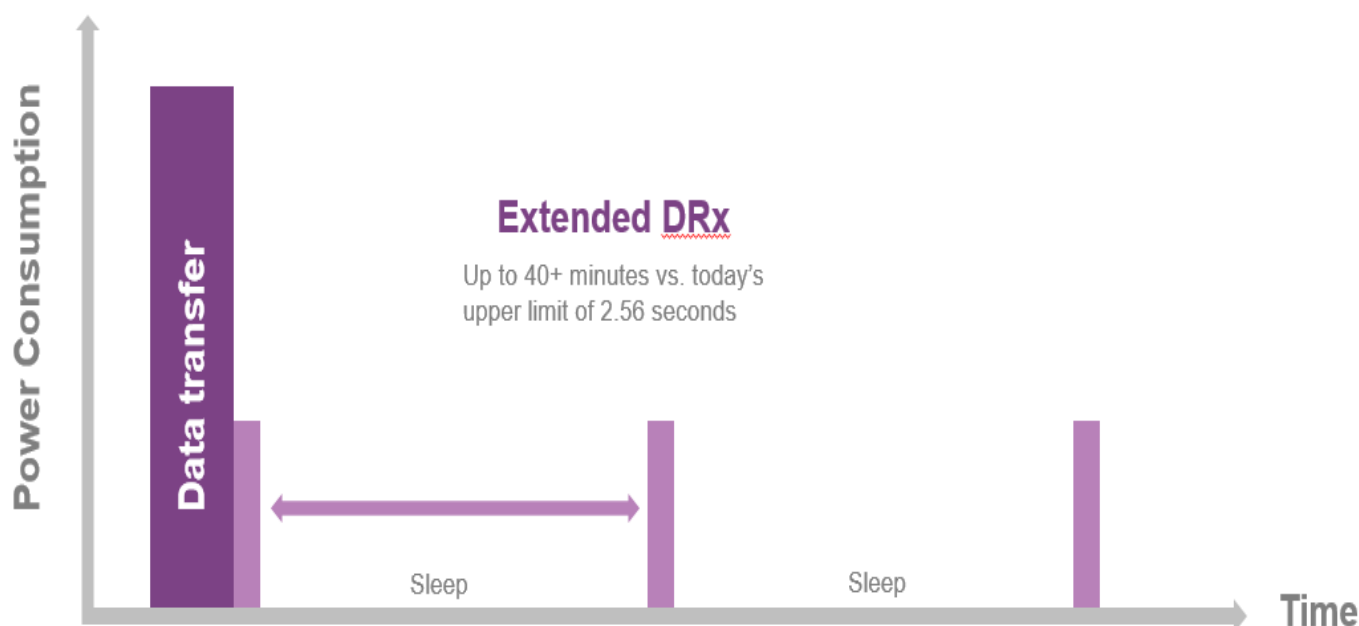 Power Consumption
Data transfer
Extended DRx
Up to 40+ minutes vs. today's
upper limit of 2.56 seconds
Sleep
Sleep
Time